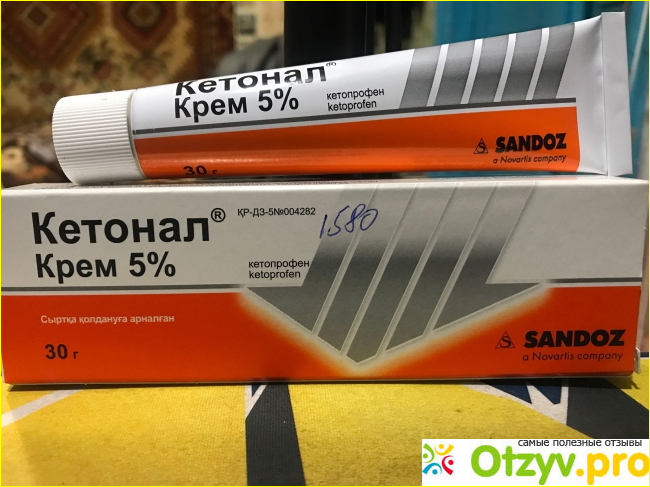 Кетонал®
Крем 5%
кетопрофен
ketoprofen
30 г
SANDOZ
a Novartis company
Кетонал®
ҚР-ДЗ-5№004282
1580
Крем 5%
кетопрофен
ketoprofen
Сыртқа қолдануға арналған
30 г
SANDOZ
a Novartis company
самые полезные отзывы
Otzyv.pro